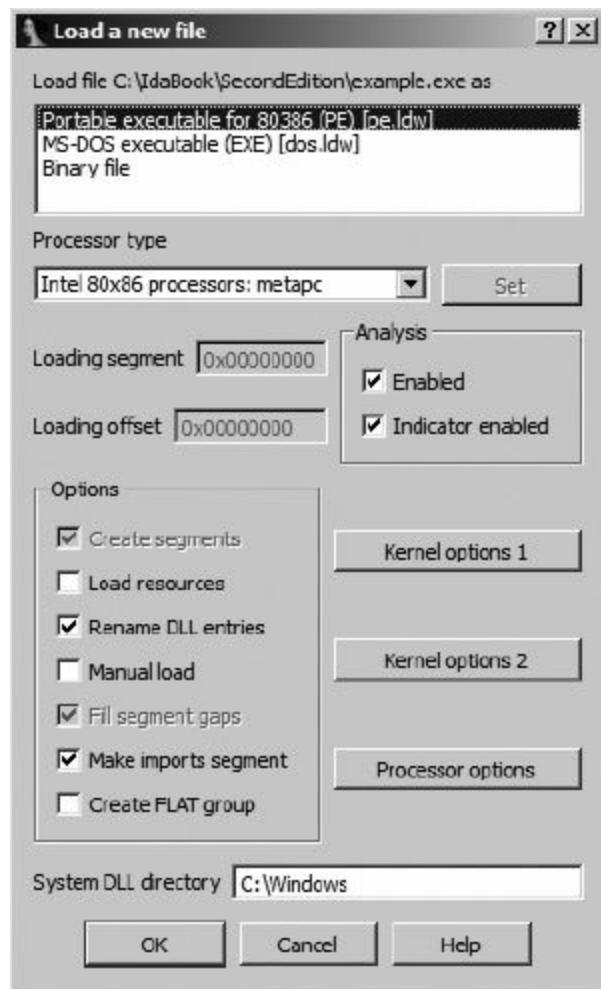 Load a new file
Load file C:\IdaBook\SecondEdition\example.exe as
Portable executable for 80386 (PE) [pe.ldw]
MS-DOS executable (EXE) [dos.ldw]
Binary file
Processor type
Intel 80x86 processors: metapc
Set
Loading segment 0x00000000
Loading offset 0x00000000
Analysis
Enabled
Indicator enabled
Options
Create segments
Load resources
Rename DLL entries
Manual load
Fill segment gaps
Make imports segment
Create FLAT group
Kernel options 1
Kernel options 2
Processor options
System DLL directory C:\Windows
OK Cancel Help